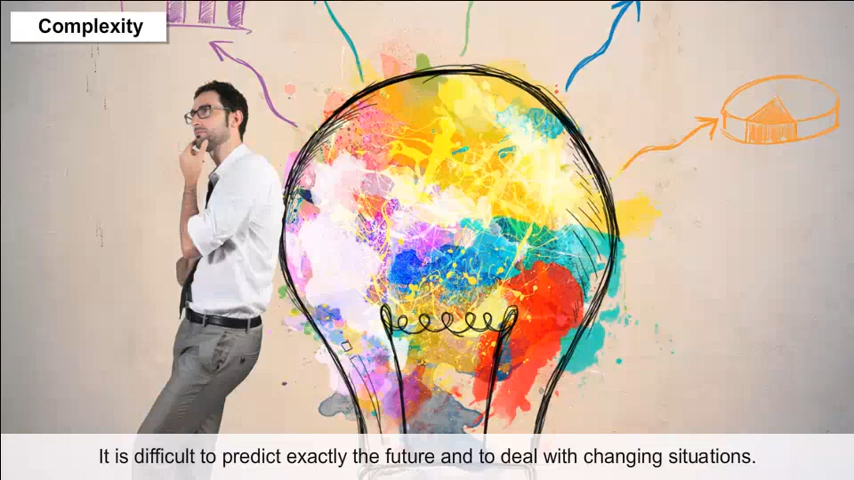 Complexity
It is difficult to predict exactly the future and to deal with changing situations.